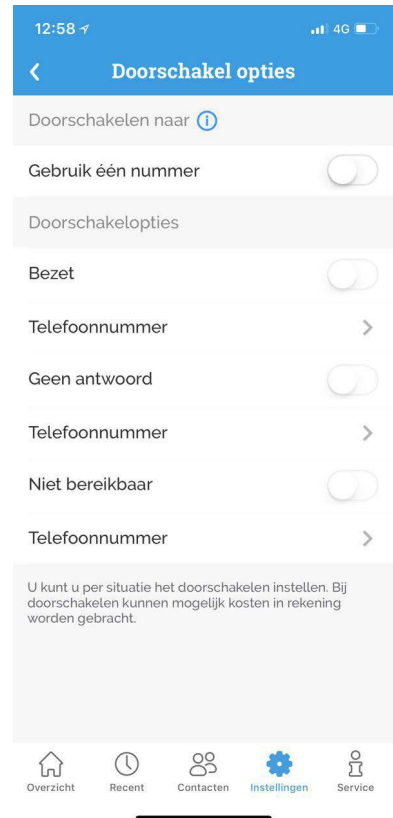 12:58 4G
Doorschakel opties
Doorschakelen naar
Gebruik één nummer
Doorschakelopties
Bezet
Telefoonnummer
Geen antwoord
Telefoonnummer
Niet bereikbaar
Telefoonnummer
U kunt u per situatie het doorschakelen instellen. Bij
doorschakelen kunnen mogelijk kosten in rekening
worden gebracht.
Overzicht Recent Contacten Instellingen Service